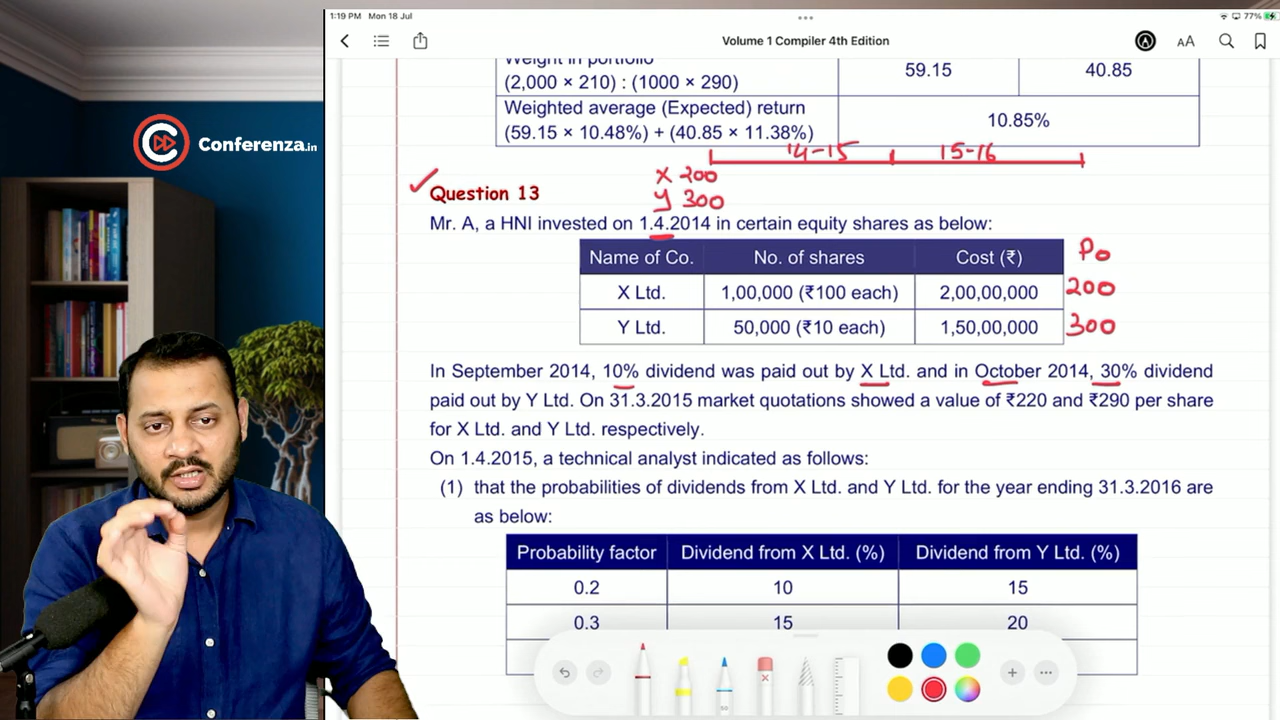 1:19 PM Mon 18 Jul
77%
Volume 1 Compiler 4th Edition
AA
Conferenza.in
Weight in portfolio
(2,000 × 210) : (1000 × 290)
59.15
40.85
Weighted average (Expected) return
(59.15 × 10.48%) + (40.85 × 11.38%)
10.85%
14-15
15-16
X 200
Y 300
Question 13
Mr. A, a HNI invested on 1.4.2014 in certain equity shares as below:
Name of Co. No. of shares Cost (₹) P₀
X Ltd. 1,00,000 (₹100 each) 2,00,00,000 200
Y Ltd. 50,000 (₹10 each) 1,50,00,000 300
In September 2014, 10% dividend was paid out by X Ltd. and in October 2014, 30% dividend
paid out by Y Ltd. On 31.3.2015 market quotations showed a value of ₹220 and ₹290 per share
for X Ltd. and Y Ltd. respectively.
On 1.4.2015, a technical analyst indicated as follows:
(1) that the probabilities of dividends from X Ltd. and Y Ltd. for the year ending 31.3.2016 are
as below:
Probability factor Dividend from X Ltd. (%) Dividend from Y Ltd. (%)
0.2 10 15
0.3 15 20